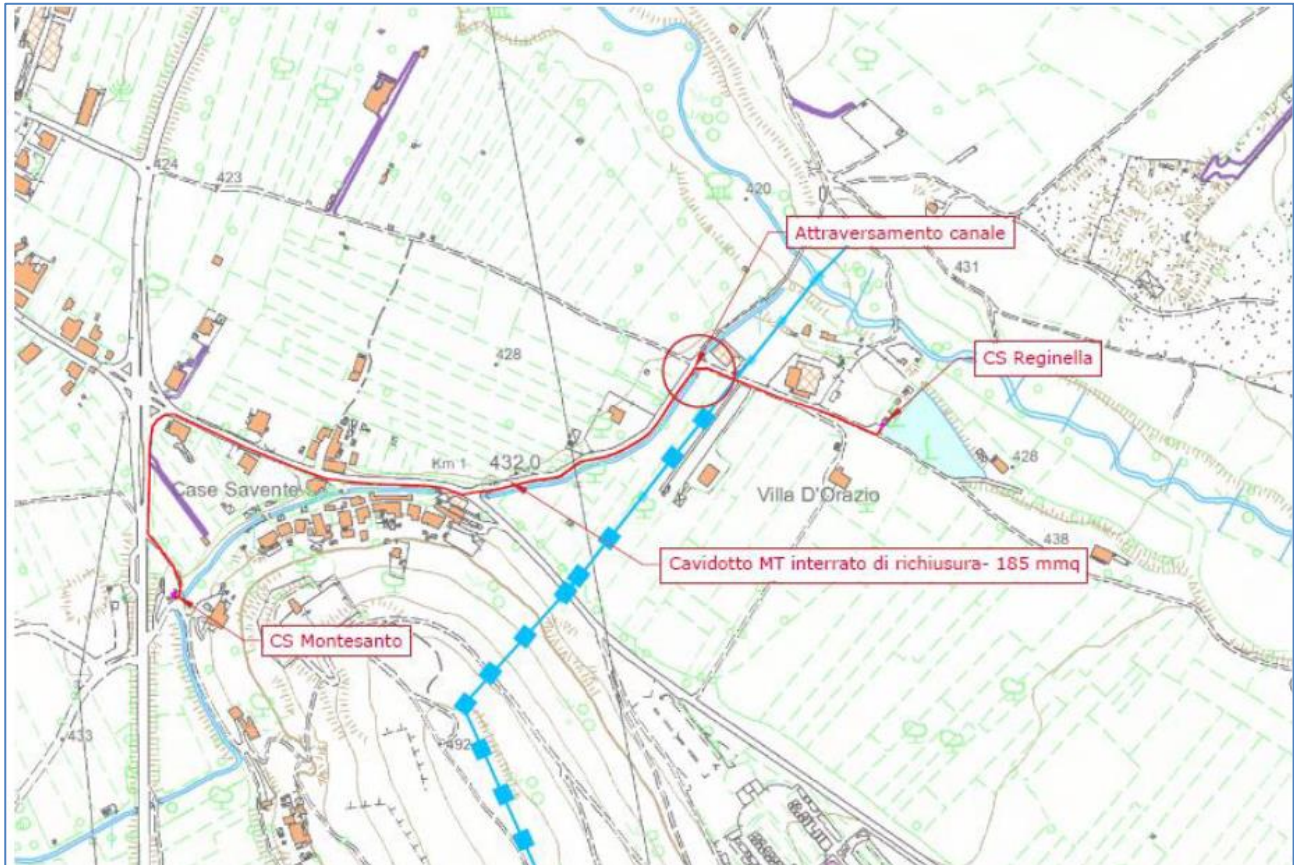 424
423
420
Attraversamento canale
431
428
CS Reginella
Km 1
432.0
428
Case Savente
Villa D'Orazio
438
Cavidotto MT interrato di richiusura- 185 mmq
CS Montesanto
433
492